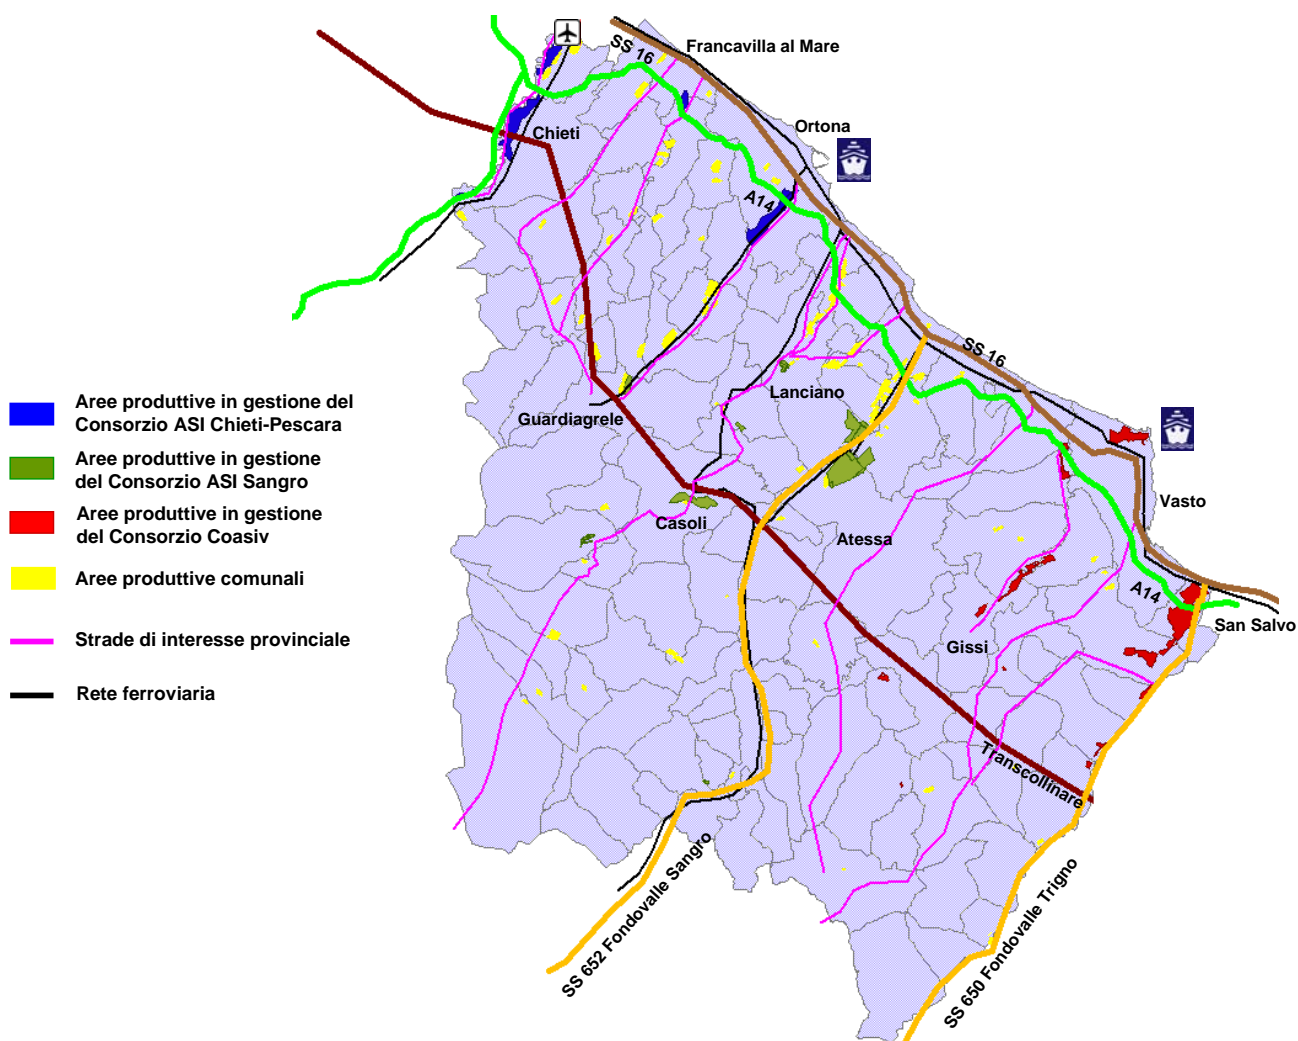 SS 16
Francavilla al Mare
Ortona
Chieti
A14
SS 16
Lanciano
Guardiagrele
Casoli
Atessa
Vasto
A14
San Salvo
Gissi
Transcollinare
SS 652 Fondovalle Sangro
SS 650 Fondovalle Trigno
Aree produttive in gestione del
Consorzio ASI Chieti-Pescara
Aree produttive in gestione
del Consorzio ASI Sangro
Aree produttive in gestione
del Consorzio Coasiv
Aree produttive comunali
Strade di interesse provinciale
Rete ferroviaria